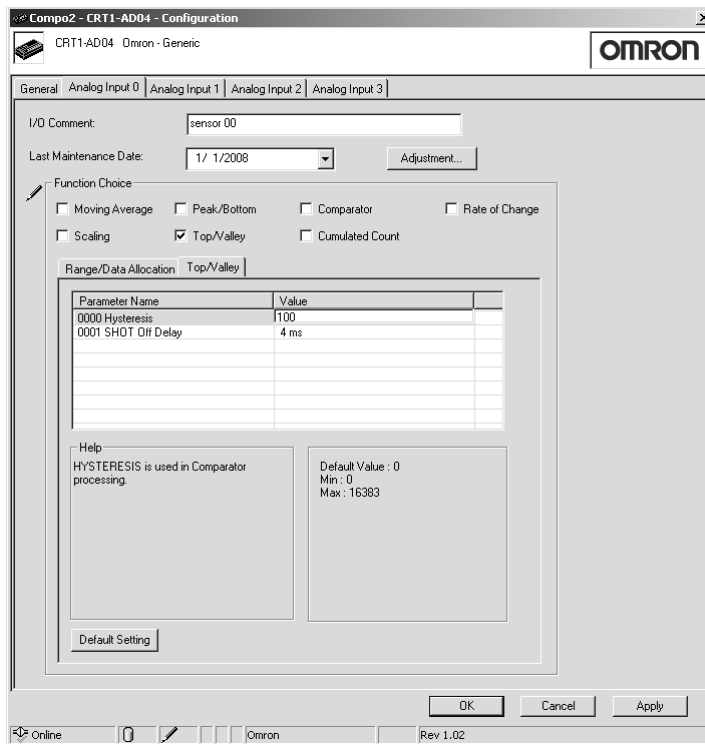 Compo2 - CRT1-AD04 - Configuration
CRT1-AD04 Omron - Generic
OMRON
General Analog Input 0 Analog Input 1 Analog Input 2 Analog Input 3
I/O Comment: sensor 00
Last Maintenance Date: 1/ 1/2008 Adjustment...
Function Choice
Moving Average Peak/Bottom Comparator Rate of Change
Scaling Top/Valley Cumulated Count
Range/Data Allocation Top/Valley
Parameter Name Value
0000 Hysteresis 100
0001 SHOT Off Delay 4 ms
Help
HYSTERESIS is used in Comparator
processing.
Default Value : 0
Min : 0
Max : 16383
Default Setting
OK Cancel Apply
Online Omron Rev 1.02